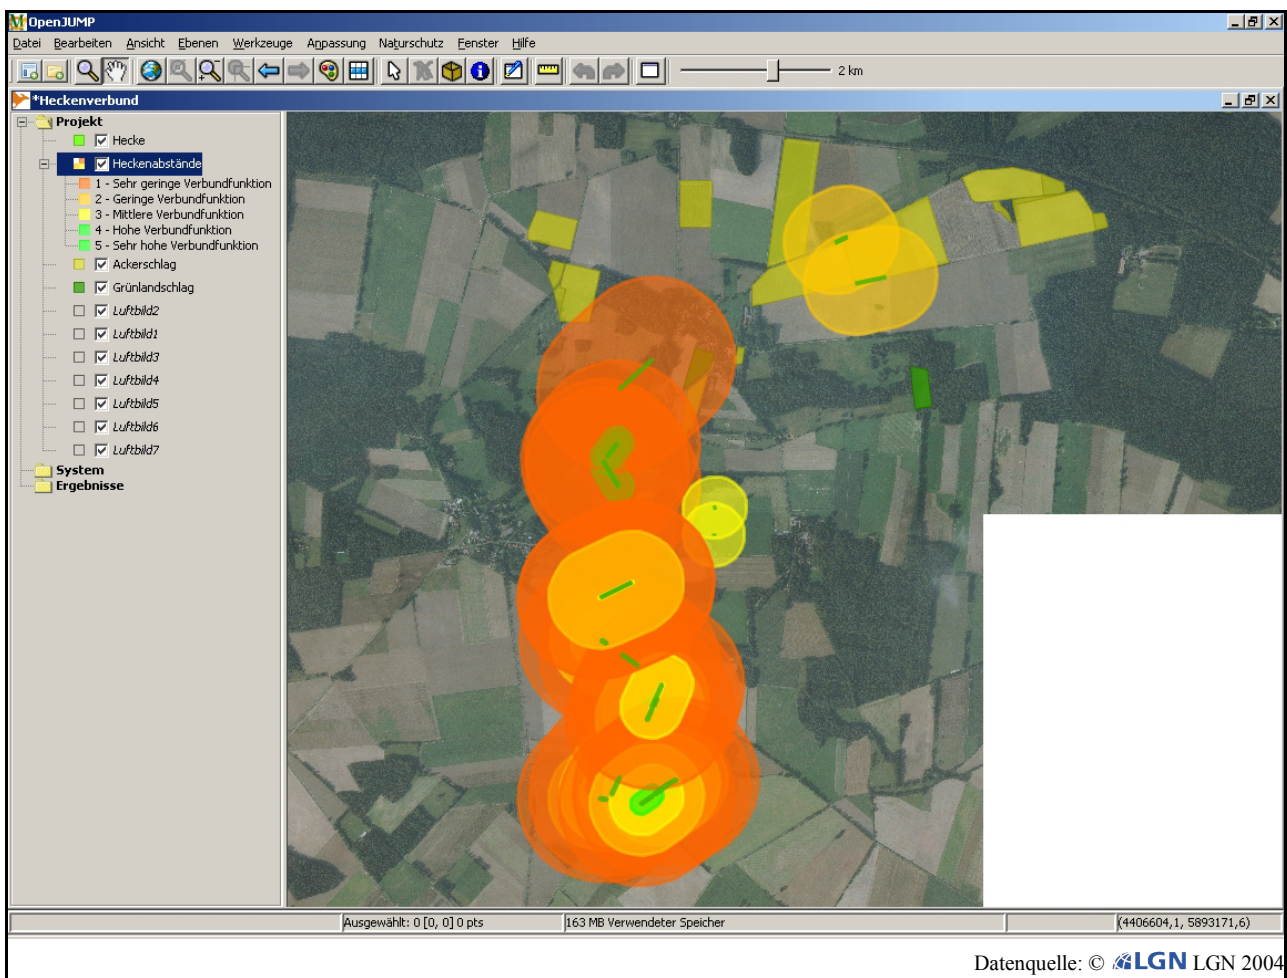 OpenJUMP
Datei Bearbeiten Ansicht Ebenen Werkzeuge Anpassung Naturschutz Fenster Hilfe
2 km
*Heckenverbund
Projekt
Hecke
Heckenabstände
1 - Sehr geringe Verbundfunktion
2 - Geringe Verbundfunktion
3 - Mittlere Verbundfunktion
4 - Hohe Verbundfunktion
5 - Sehr hohe Verbundfunktion
Ackerschlag
Grünlandschlag
Luftbild2
Luftbild1
Luftbild3
Luftbild4
Luftbild5
Luftbild6
Luftbild7
System
Ergebnisse
Ausgewählt: 0 [0, 0] 0 pts 163 MB Verwendeter Speicher (4406604,1, 5893171,6)
Datenquelle: © LGN LGN 2004